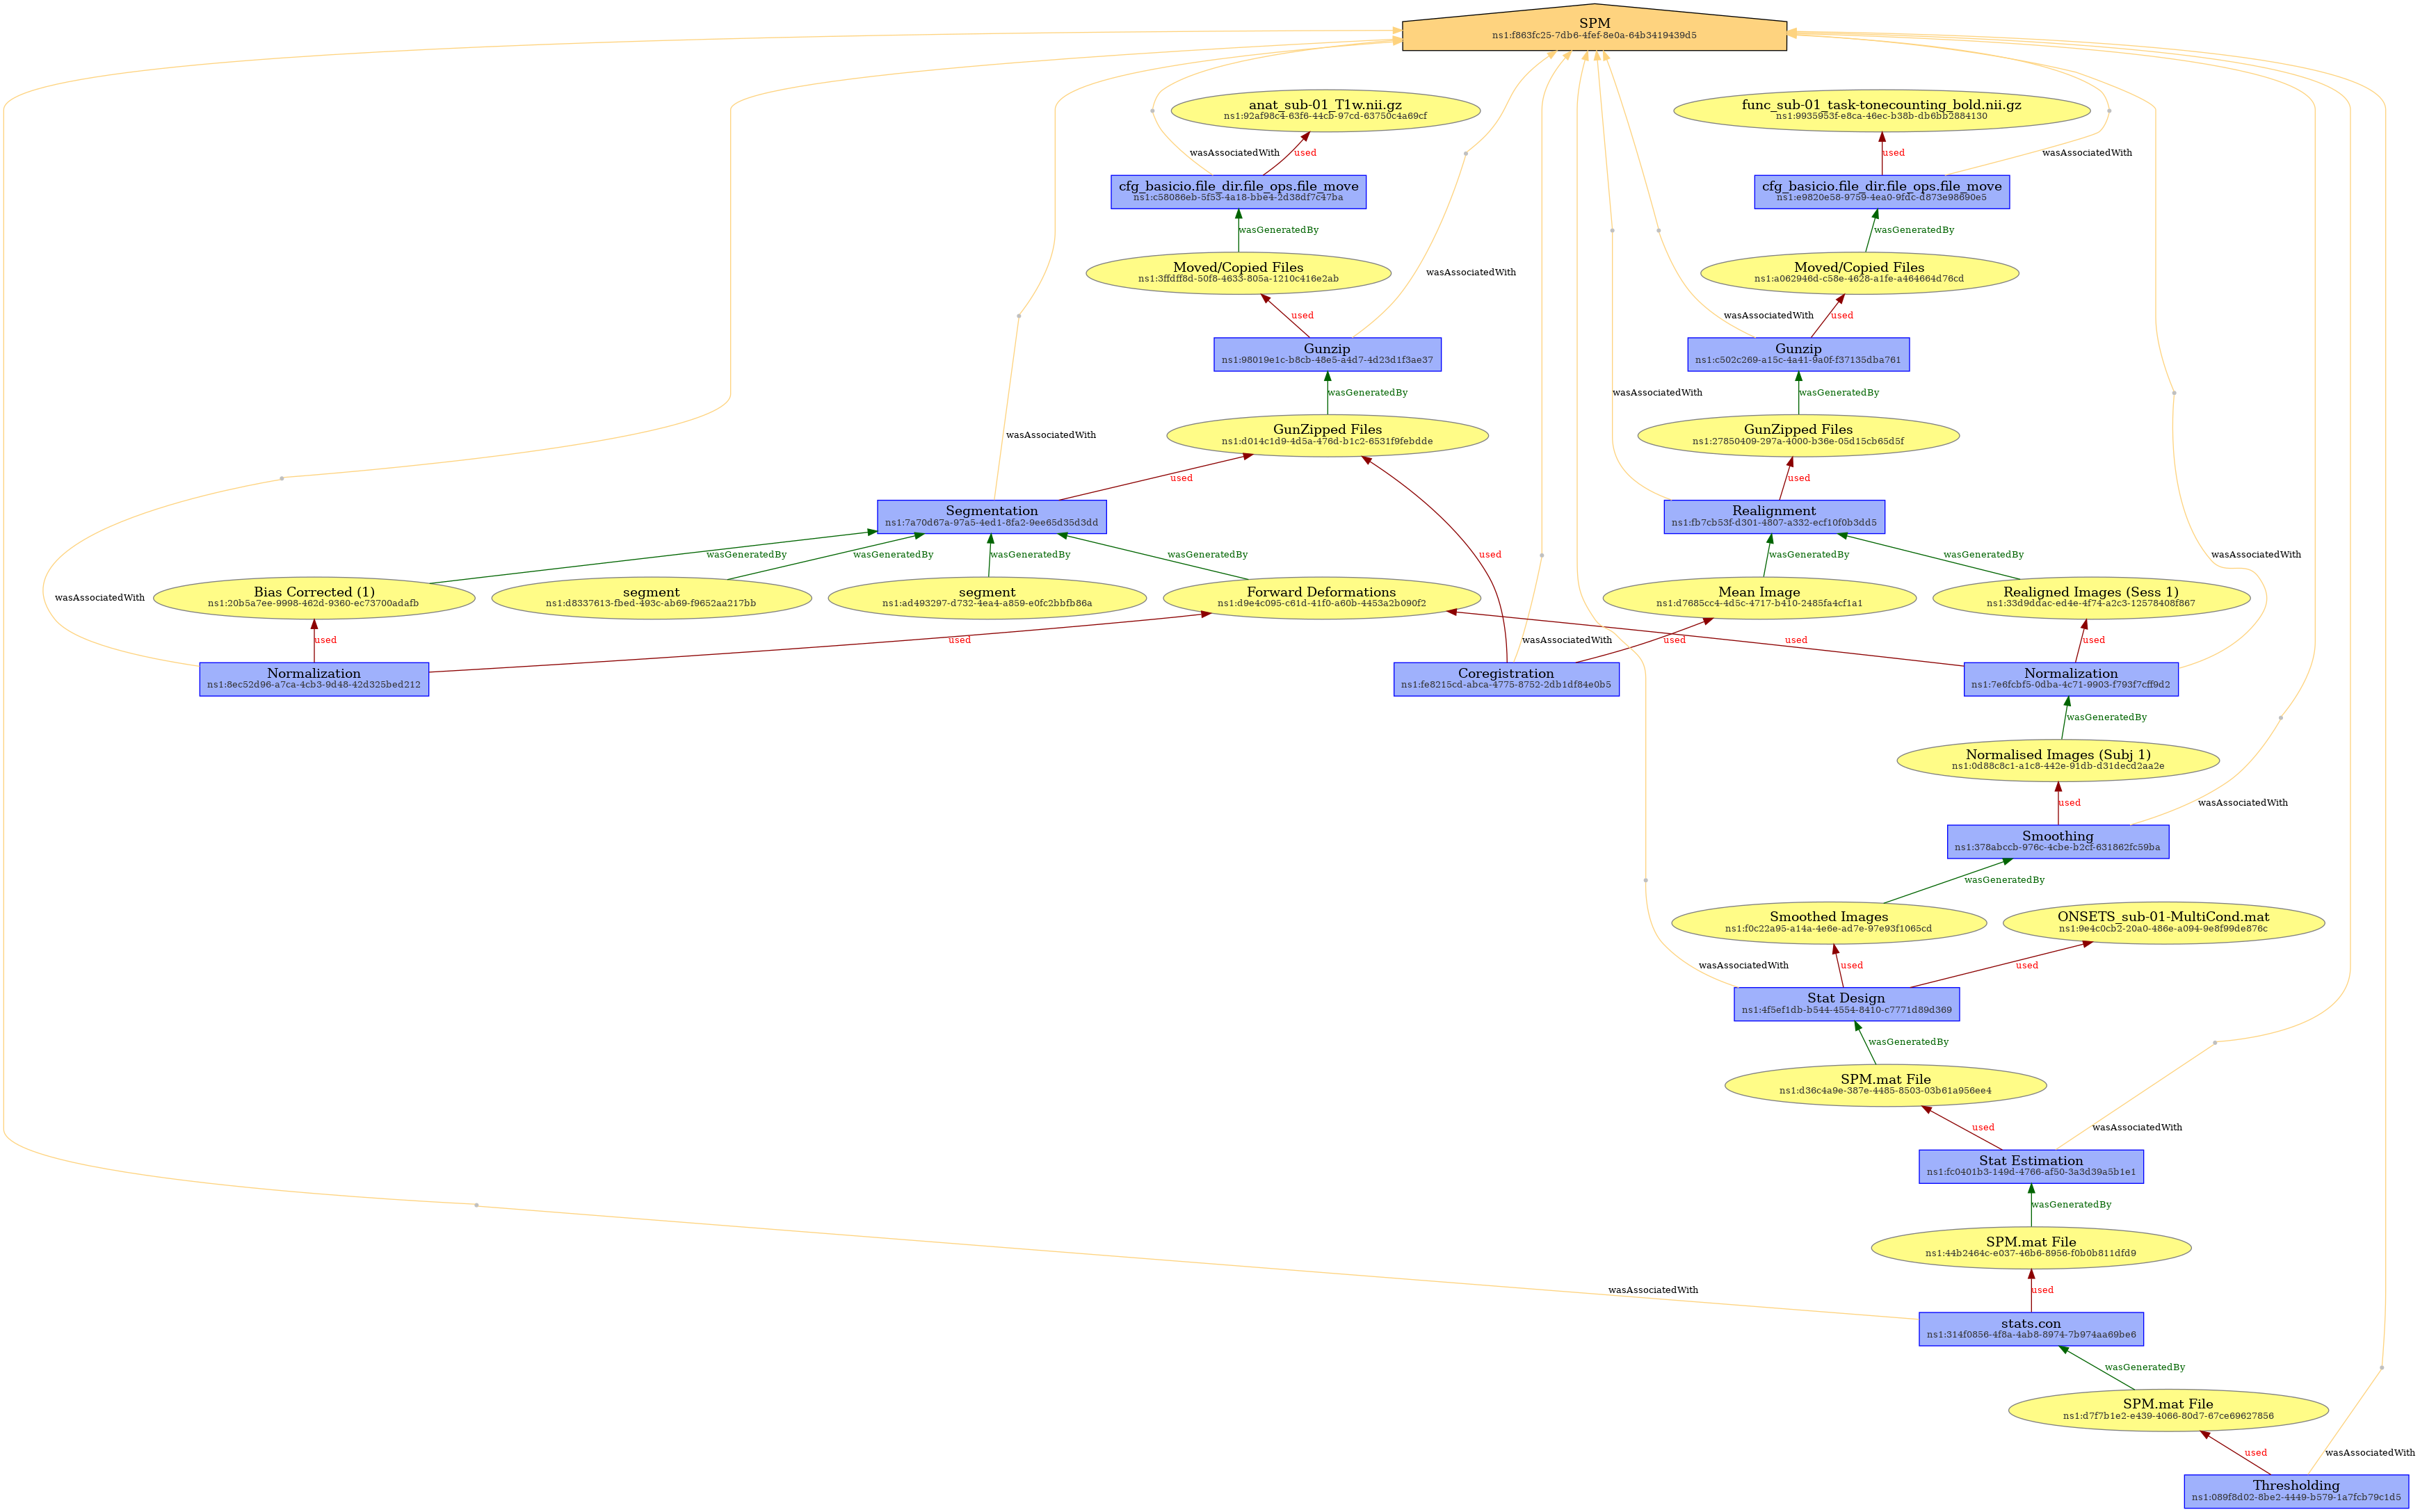 SPM
ns1:f863fc25-7db6-4fef-8e0a-64b3419439d5
anat_sub-01_T1w.nii.gz
ns1:92af98c4-63f6-44cb-97cd-63750c4a69cf
func_sub-01_task-tonecounting_bold.nii.gz
ns1:9935953f-e8ca-46ec-b38b-db6bb2884130
wasAssociatedWith
used
used
wasAssociatedWith
cfg_basicio.file_dir.file_ops.file_move
ns1:c58086eb-5f53-4a18-bbe4-2d38df7c47ba
cfg_basicio.file_dir.file_ops.file_move
ns1:e9820e58-9759-4ea0-9fdc-d873e98690e5
wasGeneratedBy
wasGeneratedBy
Moved/Copied Files
ns1:3ffdff8d-50f8-4633-805a-1210c416e2ab
wasAssociatedWith
Moved/Copied Files
ns1:a062946d-c58e-4628-a1fe-a464664d76cd
used
wasAssociatedWith
used
Gunzip
ns1:98019e1c-b8cb-48e5-a4d7-4d23d1f3ae37
Gunzip
ns1:c502c269-a15c-4a41-9a0f-f37135dba761
wasGeneratedBy
wasAssociatedWith
wasGeneratedBy
wasAssociatedWith
GunZipped Files
ns1:d014c1d9-4d5a-476d-b1c2-6531f9febdde
GunZipped Files
ns1:27850409-297a-4000-b36e-05d15cb65d5f
used
used
Segmentation
ns1:7a70d67a-97a5-4ed1-8fa2-9ee65d35d3dd
Realignment
ns1:fb7cb53f-d301-4807-a332-ecf10f0b3dd5
wasGeneratedBy
wasGeneratedBy
wasGeneratedBy
wasGeneratedBy
used
wasGeneratedBy
wasGeneratedBy
wasAssociatedWith
wasAssociatedWith
Bias Corrected (1)
ns1:20b5a7ee-9998-462d-9360-ec73700adafb
segment
ns1:d8337613-fbed-493c-ab69-f9652aa217bb
segment
ns1:ad493297-d732-4ea4-a859-e0fc2bbfb86a
Forward Deformations
ns1:d9e4c095-c61d-41f0-a60b-4453a2b090f2
Mean Image
ns1:d7685cc4-4d5c-4717-b410-2485fa4cf1a1
Realigned Images (Sess 1)
ns1:33d9ddac-ed4e-4f74-a2c3-12578408f867
used
used
wasAssociatedWith
used
used
used
Normalization
ns1:8ec52d96-a7ca-4cb3-9d48-42d325bed212
Coregistration
ns1:fe8215cd-abca-4775-8752-2db1df84e0b5
Normalization
ns1:7e6fcbf5-0dba-4c71-9903-f793f7cff9d2
wasGeneratedBy
Normalised Images (Subj 1)
ns1:0d88c8c1-a1c8-442e-91db-d31decd2aa2e
used
wasAssociatedWith
Smoothing
ns1:378abccb-976c-4cbe-b2cf-631862fc59ba
wasGeneratedBy
Smoothed Images
ns1:f0c22a95-a14a-4e6e-ad7e-97e93f1065cd
ONSETS_sub-01-MultiCond.mat
ns1:9e4c0cb2-20a0-486e-a094-9e8f99de876c
wasAssociatedWith
used
used
Stat Design
ns1:4f5ef1db-b544-4554-8410-c7771d89d369
wasGeneratedBy
SPM.mat File
ns1:d36c4a9e-387e-4485-8503-03b61a956ee4
used
wasAssociatedWith
Stat Estimation
ns1:fc0401b3-149d-4766-af50-3a3d39a5b1e1
wasGeneratedBy
SPM.mat File
ns1:44b2464c-e037-46b6-8956-f0b0b811dfd9
wasAssociatedWith
used
stats.con
ns1:314f0856-4f8a-4ab8-8974-7b974aa69be6
wasGeneratedBy
SPM.mat File
ns1:d7f7b1e2-e439-4066-80d7-67ce69627856
used
wasAssociatedWith
Thresholding
ns1:089f8d02-8be2-4449-b579-1a7fcb79c1d5